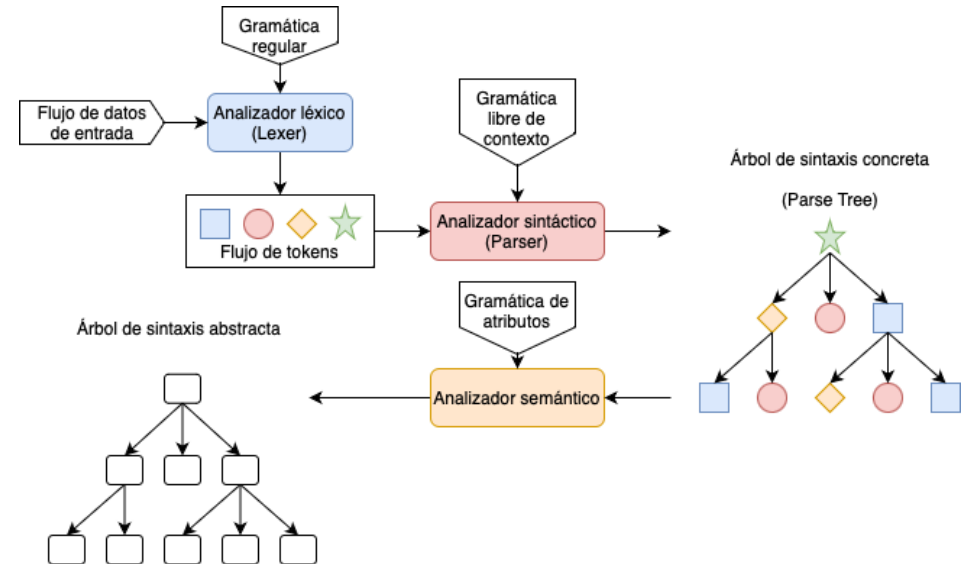 Gramática
regular
Flujo de datos
de entrada
Analizador léxico
(Lexer)
Gramática
libre de
contexto
Árbol de sintaxis concreta
(Parse Tree)
Flujo de tokens
Analizador sintáctico
(Parser)
Gramática de
atributos
Árbol de sintaxis abstracta
Analizador semántico